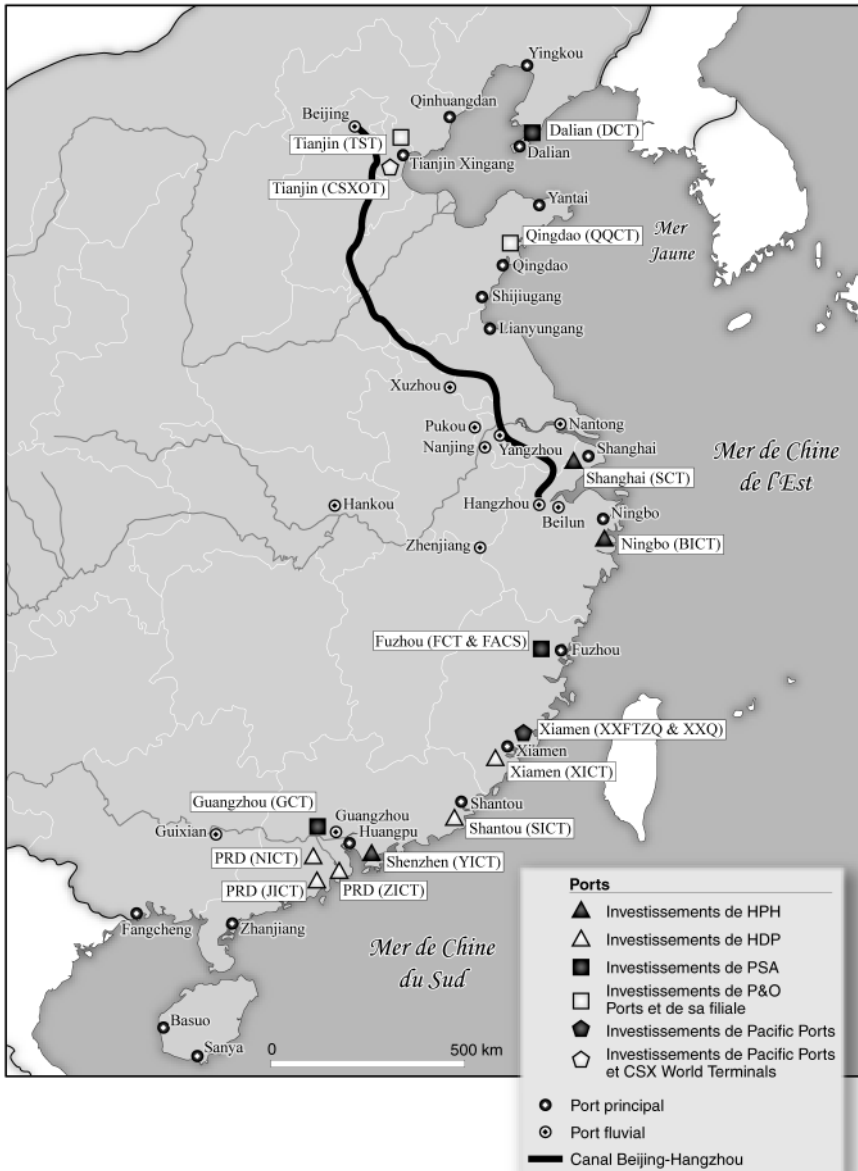 Yingkou
Qinhuangdan
Beijing
Dalian (DCT)
Tianjin (TST)
Dalian
Tianjin Xingang
Tianjin (CSXOT)
Yantai
Mer
Jaune
Qingdao (QQCT)
Qingdao
Shijiugang
Lianyungang
Xuzhou
Pukou
Nantong
Nanjing
Yangzhou
Shanghai
Mer de Chine
de l'Est
Shanghai (SCT)
Hankou
Hangzhou
Beilun
Ningbo
Zhenjiang
Ningbo (BICT)
Fuzhou (FCT & FACS)
Fuzhou
Xiamen (XXFTZQ & XXQ)
Xiamen
Xiamen (XICT)
Guangzhou (GCT)
Shantou
Guangzhou
Shantou (SICT)
Guixian
Huangpu
PRD (NICT)
Shenzhen (YICT)
PRD (JICT)
PRD (ZICT)
Fangcheng
Zhanjiang
Mer de Chine
du Sud
Basuo
Sanya
0
500 km
Ports
Investissements de HPH
Investissements de HDP
Investissements de PSA
Investissements de P&O
Ports et de sa filiale
Investissements de Pacific Ports
Investissements de Pacific Ports
et CSX World Terminals
Port principal
Port fluvial
Canal Beijing-Hangzhou